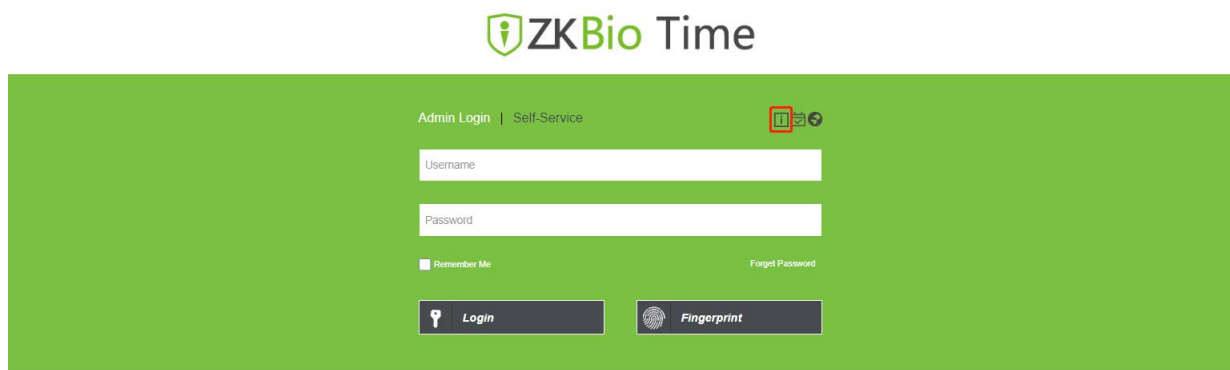 ZKBio Time
Admin Login | Self-Service
Username
Password
Remember Me Forget Password
Login Fingerprint